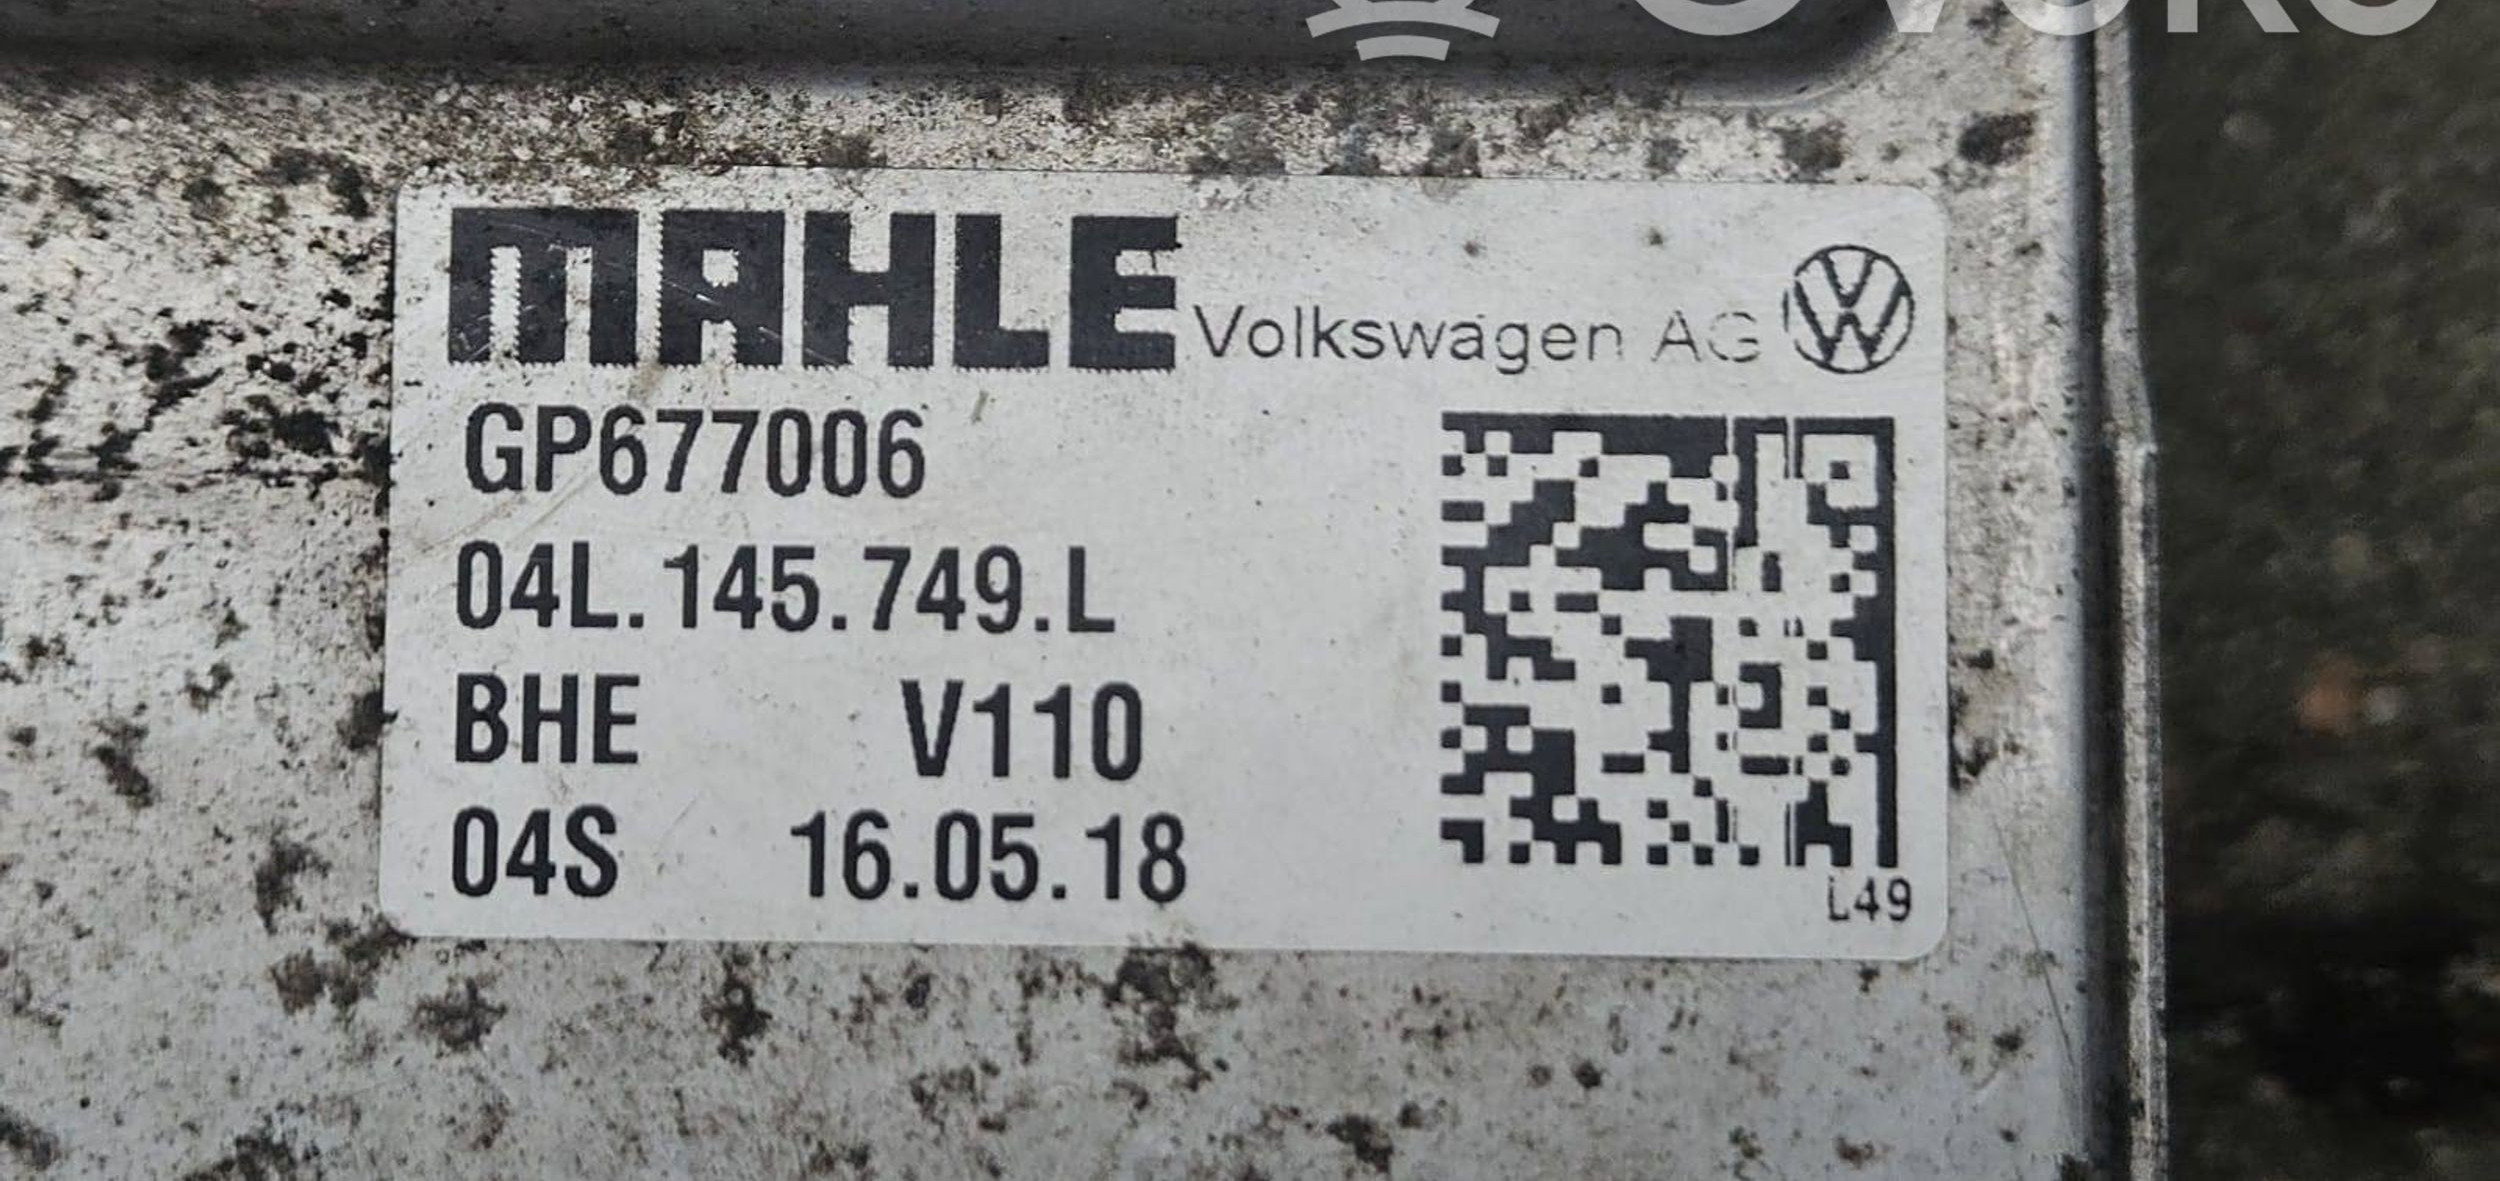 MAHLE Volkswagen AG
GP677006
04L.145.749.L
BHE V110
04S 16.05.18
L49